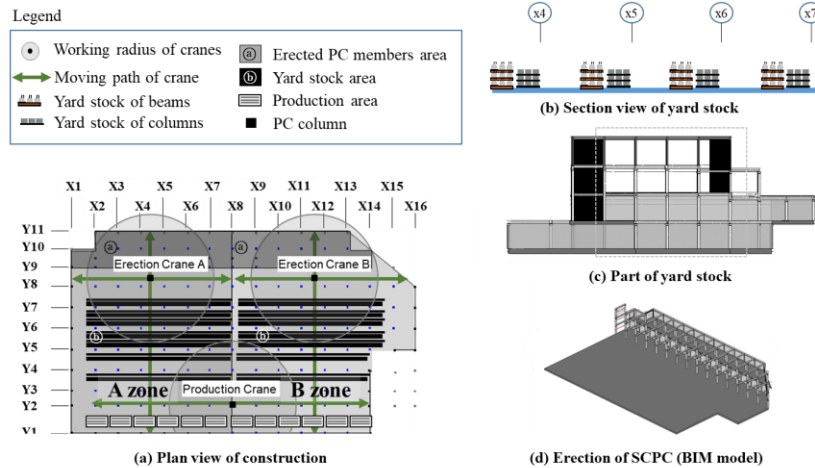 Legend
Working radius of cranes
Moving path of crane
Yard stock of beams
Yard stock of columns
a Erected PC members area
b Yard stock area
Production area
PC column
x4 x5 x6 x7
(b) Section view of yard stock
(c) Part of yard stock
X1 X3 X4 X5 X7 X9 X11 X13 X15
X2 X6 X8 X10 X12 X14 X16
Y11
Y10
Y9
Y8
Y7
Y6
Y5
Y4
Y3
Y2
Y1
a
a
Erection Crane A
Erection Crane B
b
b
Production Crane
A zone
B zone
(a) Plan view of construction
(d) Erection of SCPC (BIM model)